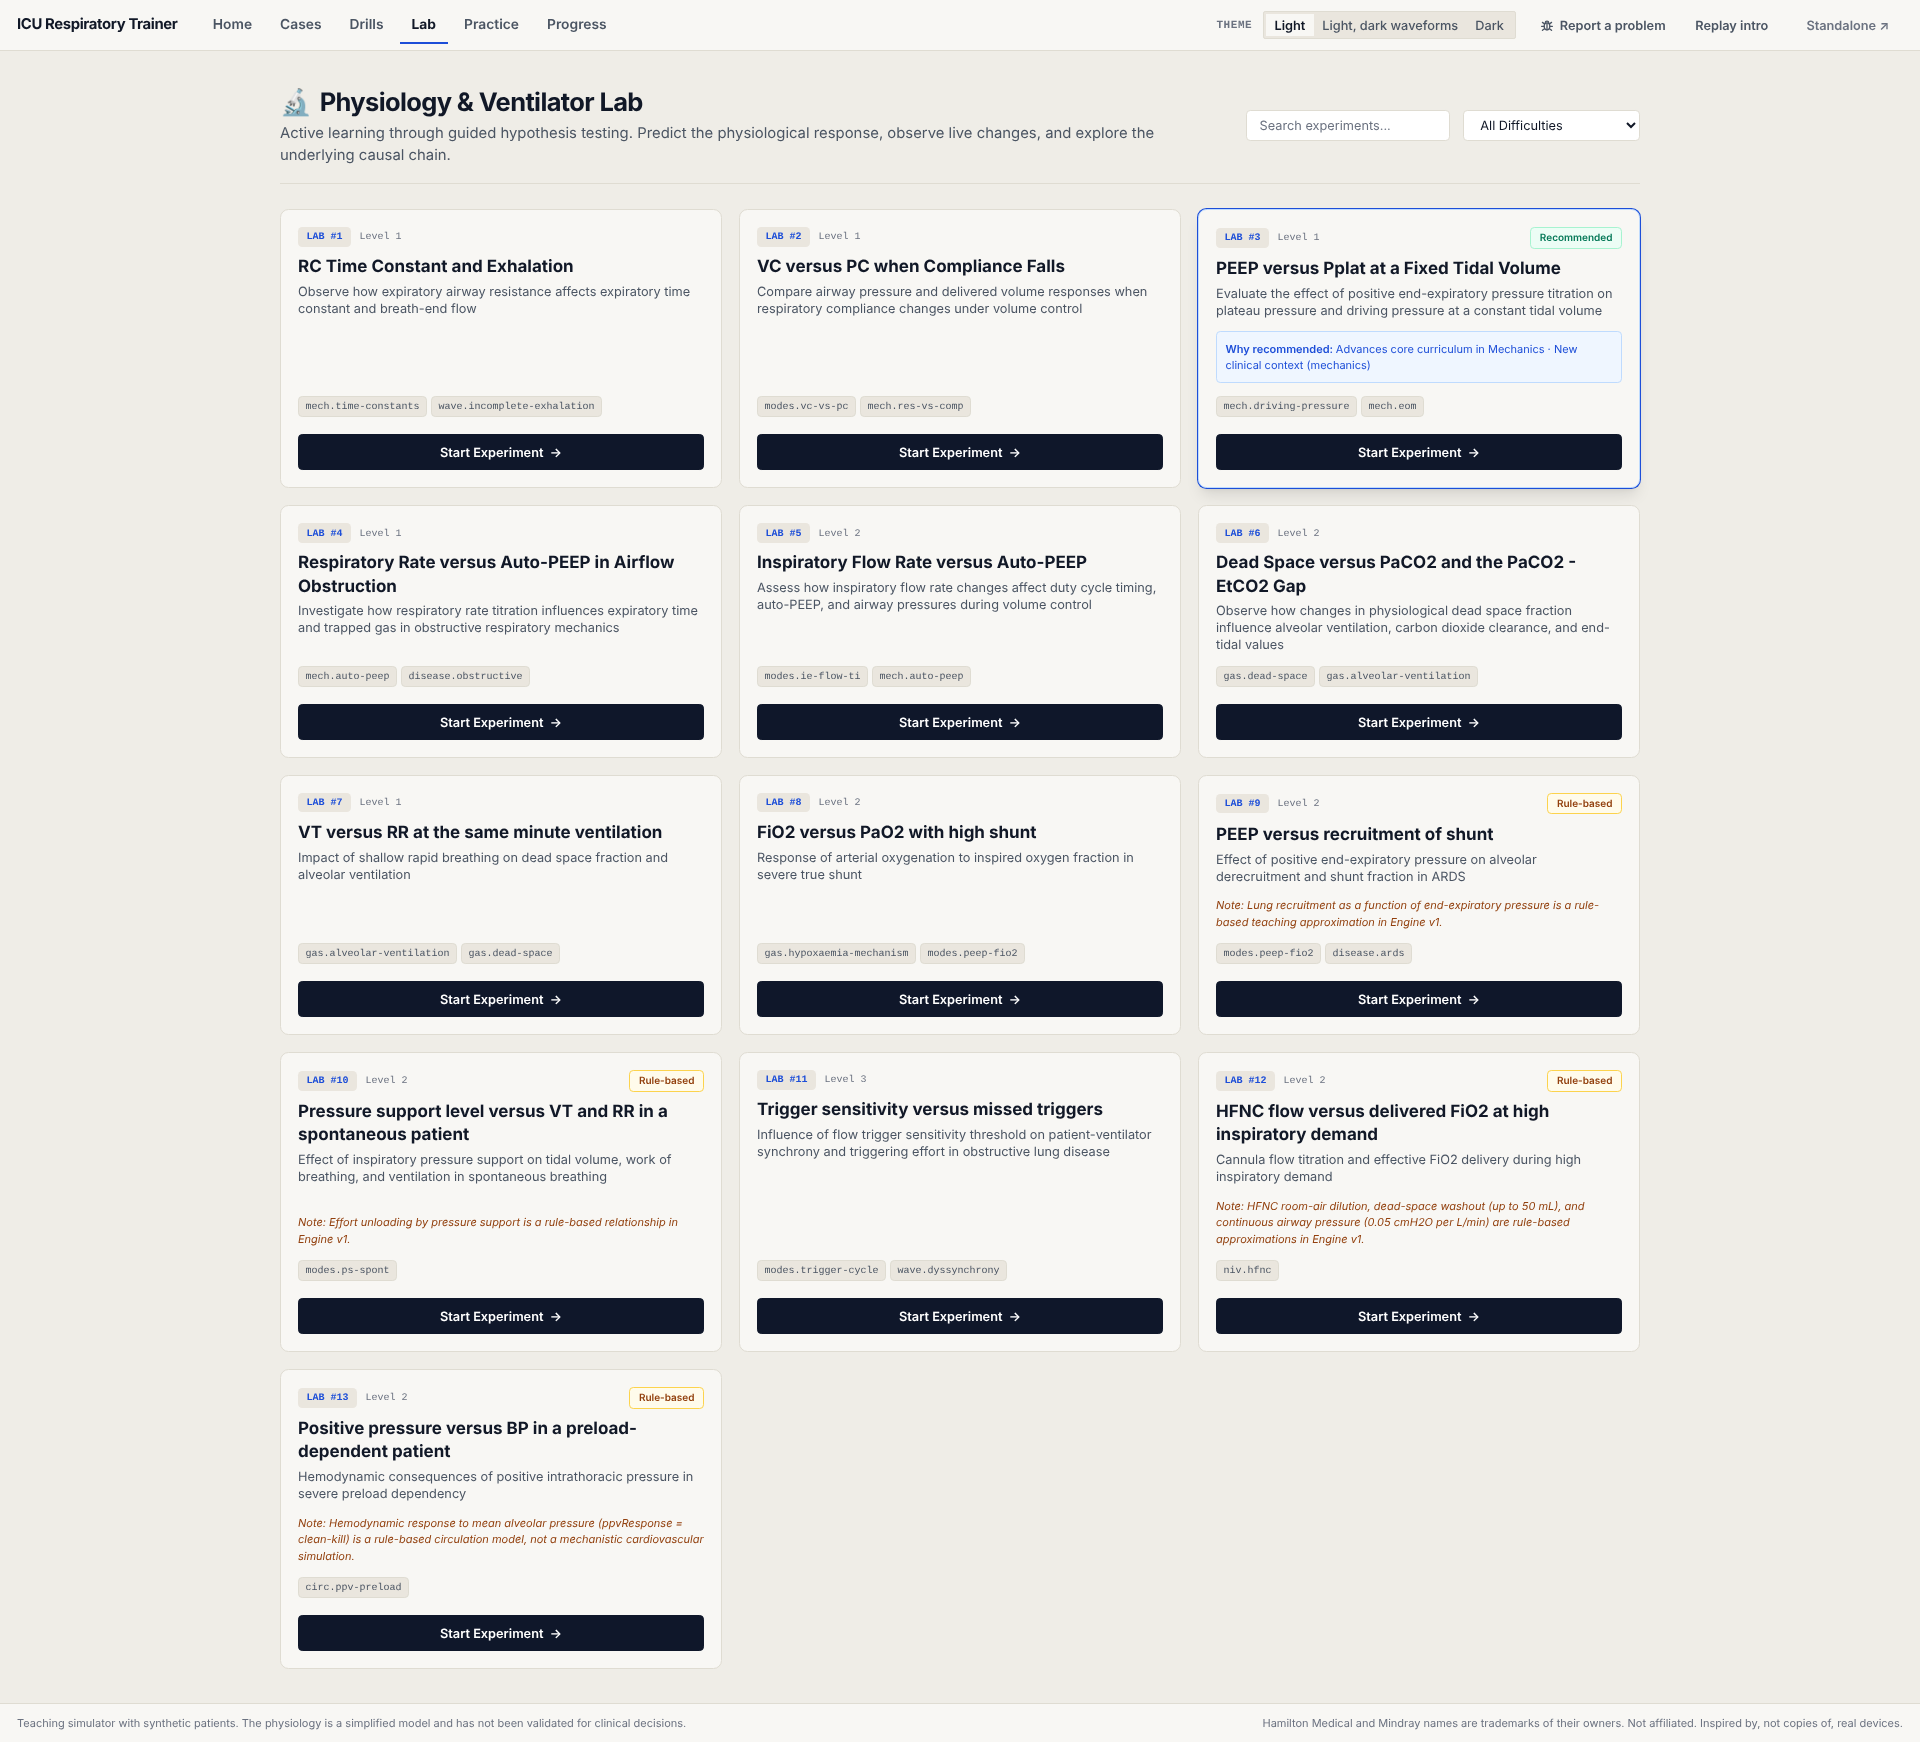 ICU Respiratory Trainer
Home
Cases
Drills
Lab
Practice
Progress
THEME
Light
Light, dark waveforms
Dark
Report a problem
Replay intro
Standalone ↗
🔬 Physiology & Ventilator Lab
Active learning through guided hypothesis testing. Predict the physiological response, observe live changes, and explore the
underlying causal chain.
Search experiments...
All Difficulties
LAB #1 Level 1
RC Time Constant and Exhalation
Observe how expiratory airway resistance affects expiratory time
constant and breath-end flow
mech.time-constants wave.incomplete-exhalation
Start Experiment →
LAB #2 Level 1
VC versus PC when Compliance Falls
Compare airway pressure and delivered volume responses when
respiratory compliance changes under volume control
modes.vc-vs-pc mech.res-vs-comp
Start Experiment →
LAB #3 Level 1 Recommended
PEEP versus Pplat at a Fixed Tidal Volume
Evaluate the effect of positive end-expiratory pressure titration on
plateau pressure and driving pressure at a constant tidal volume
Why recommended: Advances core curriculum in Mechanics · New
clinical context (mechanics)
mech.driving-pressure mech.eom
Start Experiment →
LAB #4 Level 1
Respiratory Rate versus Auto-PEEP in Airflow
Obstruction
Investigate how respiratory rate titration influences expiratory time
and trapped gas in obstructive respiratory mechanics
mech.auto-peep disease.obstructive
Start Experiment →
LAB #5 Level 2
Inspiratory Flow Rate versus Auto-PEEP
Assess how inspiratory flow rate changes affect duty cycle timing,
auto-PEEP, and airway pressures during volume control
modes.ie-flow-ti mech.auto-peep
Start Experiment →
LAB #6 Level 2
Dead Space versus PaCO2 and the PaCO2 -
EtCO2 Gap
Observe how changes in physiological dead space fraction
influence alveolar ventilation, carbon dioxide clearance, and end-
tidal values
gas.dead-space gas.alveolar-ventilation
Start Experiment →
LAB #7 Level 1
VT versus RR at the same minute ventilation
Impact of shallow rapid breathing on dead space fraction and
alveolar ventilation
gas.alveolar-ventilation gas.dead-space
Start Experiment →
LAB #8 Level 2
FiO2 versus PaO2 with high shunt
Response of arterial oxygenation to inspired oxygen fraction in
severe true shunt
gas.hypoxaemia-mechanism modes.peep-fio2
Start Experiment →
LAB #9 Level 2 Rule-based
PEEP versus recruitment of shunt
Effect of positive end-expiratory pressure on alveolar
derecruitment and shunt fraction in ARDS
Note: Lung recruitment as a function of end-expiratory pressure is a rule-
based teaching approximation in Engine v1.
modes.peep-fio2 disease.ards
Start Experiment →
LAB #10 Level 2 Rule-based
Pressure support level versus VT and RR in a
spontaneous patient
Effect of inspiratory pressure support on tidal volume, work of
breathing, and ventilation in spontaneous breathing
Note: Effort unloading by pressure support is a rule-based relationship in
Engine v1.
modes.ps-spont
Start Experiment →
LAB #11 Level 3
Trigger sensitivity versus missed triggers
Influence of flow trigger sensitivity threshold on patient-ventilator
synchrony and triggering effort in obstructive lung disease
modes.trigger-cycle wave.dyssynchrony
Start Experiment →
LAB #12 Level 2 Rule-based
HFNC flow versus delivered FiO2 at high
inspiratory demand
Cannula flow titration and effective FiO2 delivery during high
inspiratory demand
Note: HFNC room-air dilution, dead-space washout (up to 50 mL), and
continuous airway pressure (0.05 cmH2O per L/min) are rule-based
approximations in Engine v1.
niv.hfnc
Start Experiment →
LAB #13 Level 2 Rule-based
Positive pressure versus BP in a preload-
dependent patient
Hemodynamic consequences of positive intrathoracic pressure in
severe preload dependency
Note: Hemodynamic response to mean alveolar pressure (ppvResponse =
clean-kill) is a rule-based circulation model, not a mechanistic cardiovascular
simulation.
circ.ppv-preload
Start Experiment →
Teaching simulator with synthetic patients. The physiology is a simplified model and has not been validated for clinical decisions.
Hamilton Medical and Mindray names are trademarks of their owners. Not affiliated. Inspired by, not copies of, real devices.